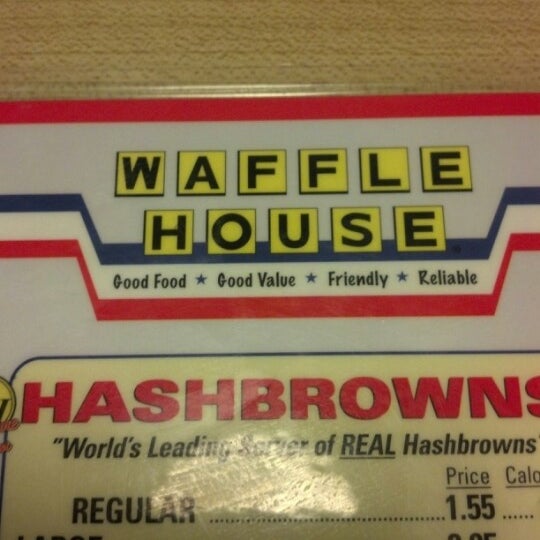 WAFFLE
HOUSE
Good Food ★ Good Value ★ Friendly ★ Reliable
HASHBROWNS
"World's Leading Server of REAL Hashbrowns"
Price Calo
REGULAR ........................ 1.55 ......